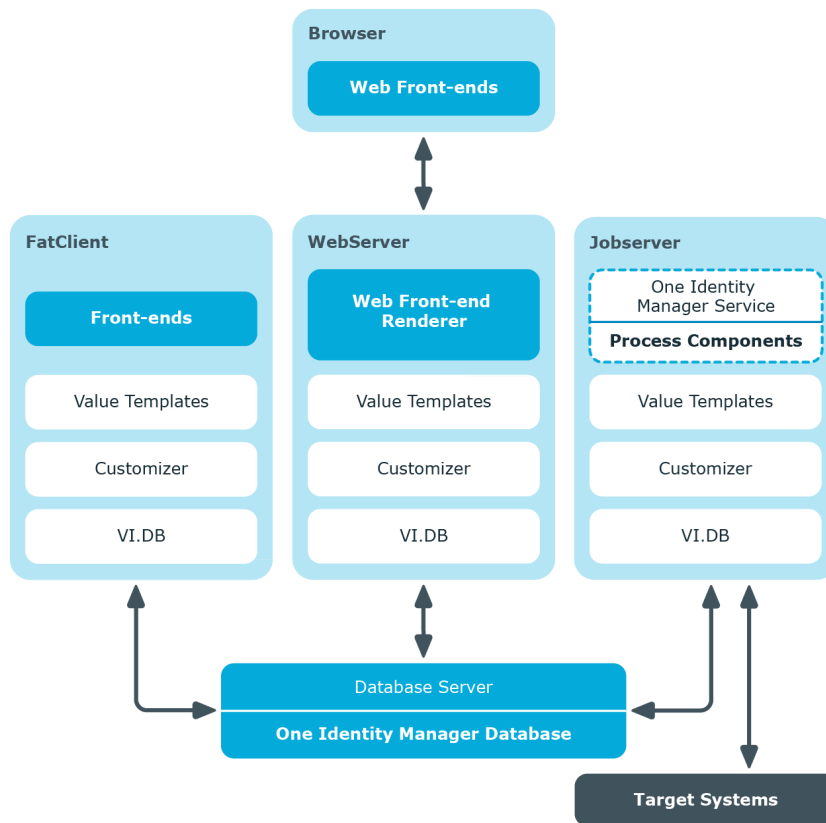 Browser
Web Front-ends
FatClient
Front-ends
Value Templates
Customizer
VI.DB
WebServer
Web Front-end
Renderer
Value Templates
Customizer
VI.DB
Jobserver
One Identity
Manager Service
Process Components
Value Templates
Customizer
VI.DB
Database Server
One Identity Manager Database
Target Systems